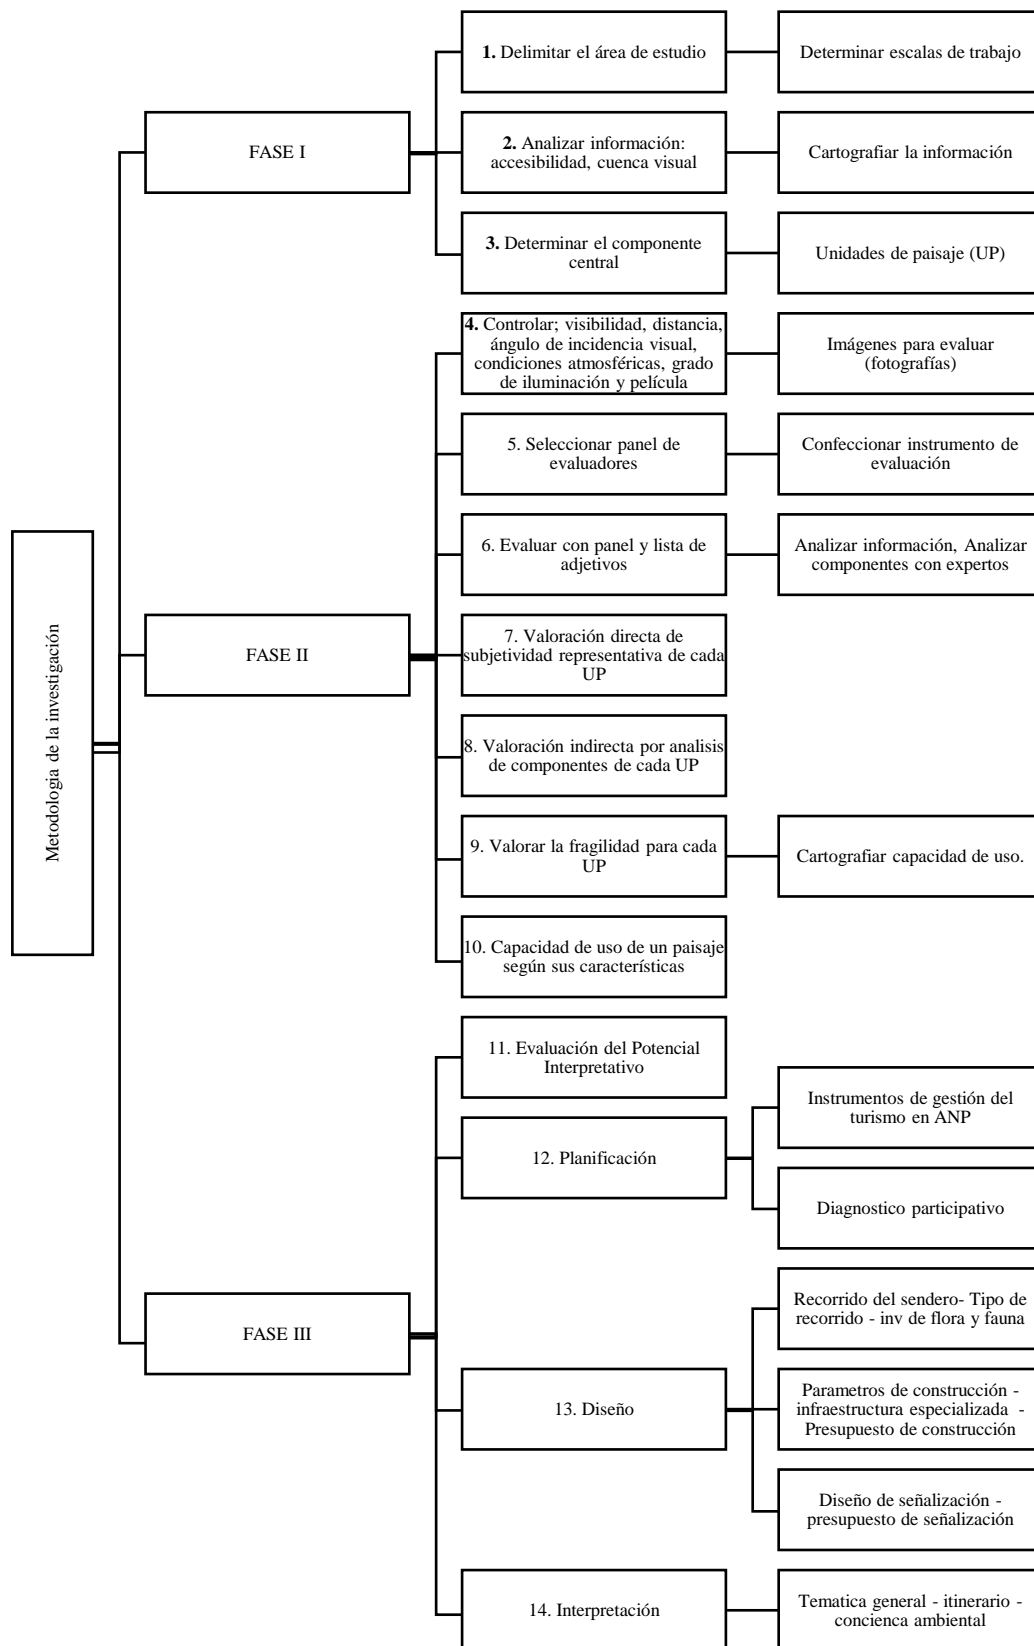 Metodologia de la investigación
FASE I
1. Delimitar el área de estudio
Determinar escalas de trabajo
2. Analizar información:
accesibilidad, cuenca visual
Cartografiar la información
3. Determinar el componente
central
Unidades de paisaje (UP)
FASE II
4. Controlar; visibilidad, distancia,
ángulo de incidencia visual,
condiciones atmosféricas, grado
de iluminación y película
Imágenes para evaluar
(fotografías)
5. Seleccionar panel de
evaluadores
Confeccionar instrumento de
evaluación
6. Evaluar con panel y lista de
adjetivos
Analizar información, Analizar
componentes con expertos
7. Valoración directa de
subjetividad representativa de cada
UP
8. Valoración indirecta por analisis
de componentes de cada UP
9. Valorar la fragilidad para cada
UP
Cartografiar capacidad de uso.
10. Capacidad de uso de un paisaje
según sus características
FASE III
11. Evaluación del Potencial
Interpretativo
12. Planificación
Instrumentos de gestión del
turismo en ANP
Diagnostico participativo
13. Diseño
Recorrido del sendero- Tipo de
recorrido - inv de flora y fauna
Parametros de construcción -
infraestructura especializada -
Presupuesto de construcción
Diseño de señalización -
presupuesto de señalización
14. Interpretación
Tematica general - itinerario -
concienca ambiental